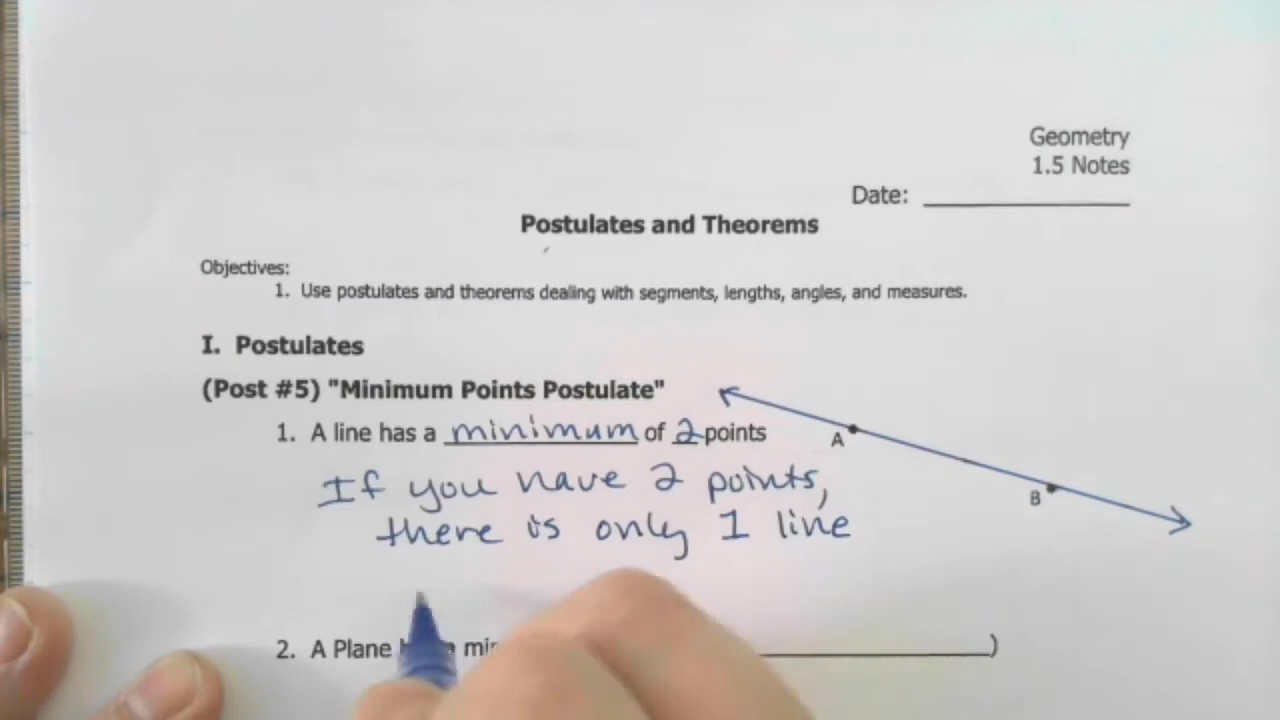 Geometry
1.5 Notes
Date:
Postulates and Theorems
Objectives:
1. Use postulates and theorems dealing with segments, lengths, angles, and measures.
I. Postulates
(Post #5) "Minimum Points Postulate"
1. A line has a minimum of 2 points
A
B
If you have 2 points,
there is only 1 line
2. A Plane )